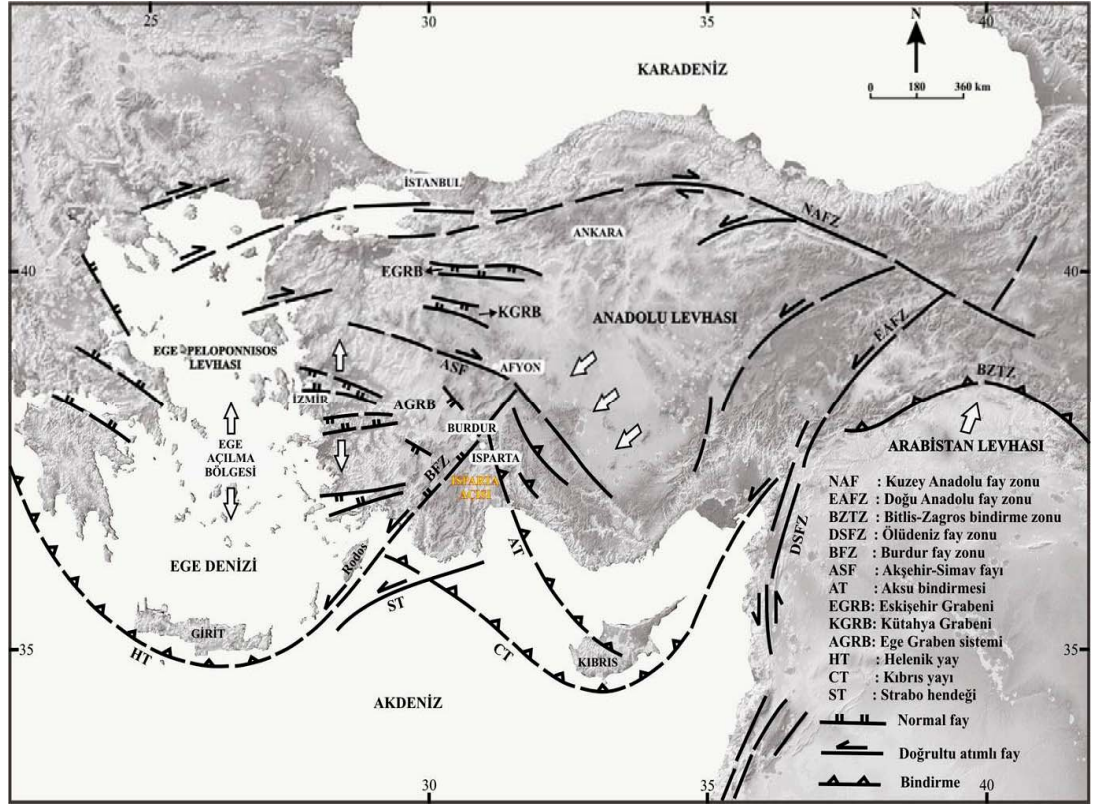 25
30
35
40
N
0 180 360 km
KARADENİZ
İSTANBUL
NAFZ
ANKARA
40
EGRB
40
KGRB
ANADOLU LEVHASI
EAFZ
EGE-PELOPONNISOS
LEVHASI
ASF
AFYON
BZTZ
İZMİR
AGRB
BURDUR
EGE
AÇILMA
BÖLGESİ
BFZ
ISPARTA
ISPARTA
AÇISI
ARABİSTAN LEVHASI
NAF : Kuzey Anadolu fay zonu
EAFZ : Doğu Anadolu fay zonu
BZTZ : Bitlis-Zagros bindirme zonu
DSFZ : Ölüdeniz fay zonu
BFZ : Burdur fay zonu
ASF : Akşehir-Simav fayı
AT : Aksu bindirmesi
EGRB: Eskişehir Grabeni
KGRB: Kütahya Grabeni
AGRB: Ege Graben sistemi
HT : Helenik yay
CT : Kıbrıs yayı
ST : Strabo hendeği
Normal fay
Doğrultu atımlı fay
Bindirme
DSFZ
EGE DENİZİ
Rodos
AT
ST
GİRİT
HT
CT
KIBRIS
35
35
AKDENİZ
30
35
40